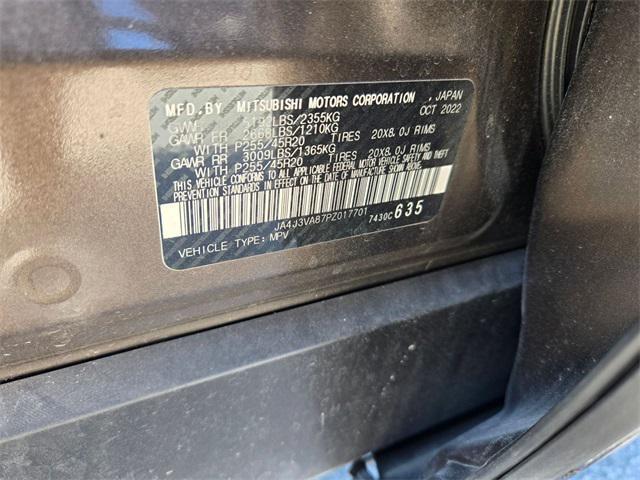 MFD.BY MITSUBISHI MOTORS CORPORATION , JAPAN
OCT 2022
GVWR 5192LBS/2355KG
GAWR FR 2668LBS/1210KG
WITH P255/45R20 TIRES 20X8.0J RIMS
GAWR RR 3009LBS/1365KG
WITH P255/45R20 TIRES 20X8.0J RIMS
THIS VEHICLE CONFORMS TO ALL APPLICABLE FEDERAL MOTOR VEHICLE SAFETY AND THEFT
PREVENTION STANDARDS IN EFFECT ON THE DATE OF MANUFACTURE SHOWN ABOVE.
JA4J3VA87PZ017701 7430C635
VEHICLE TYPE: MPV